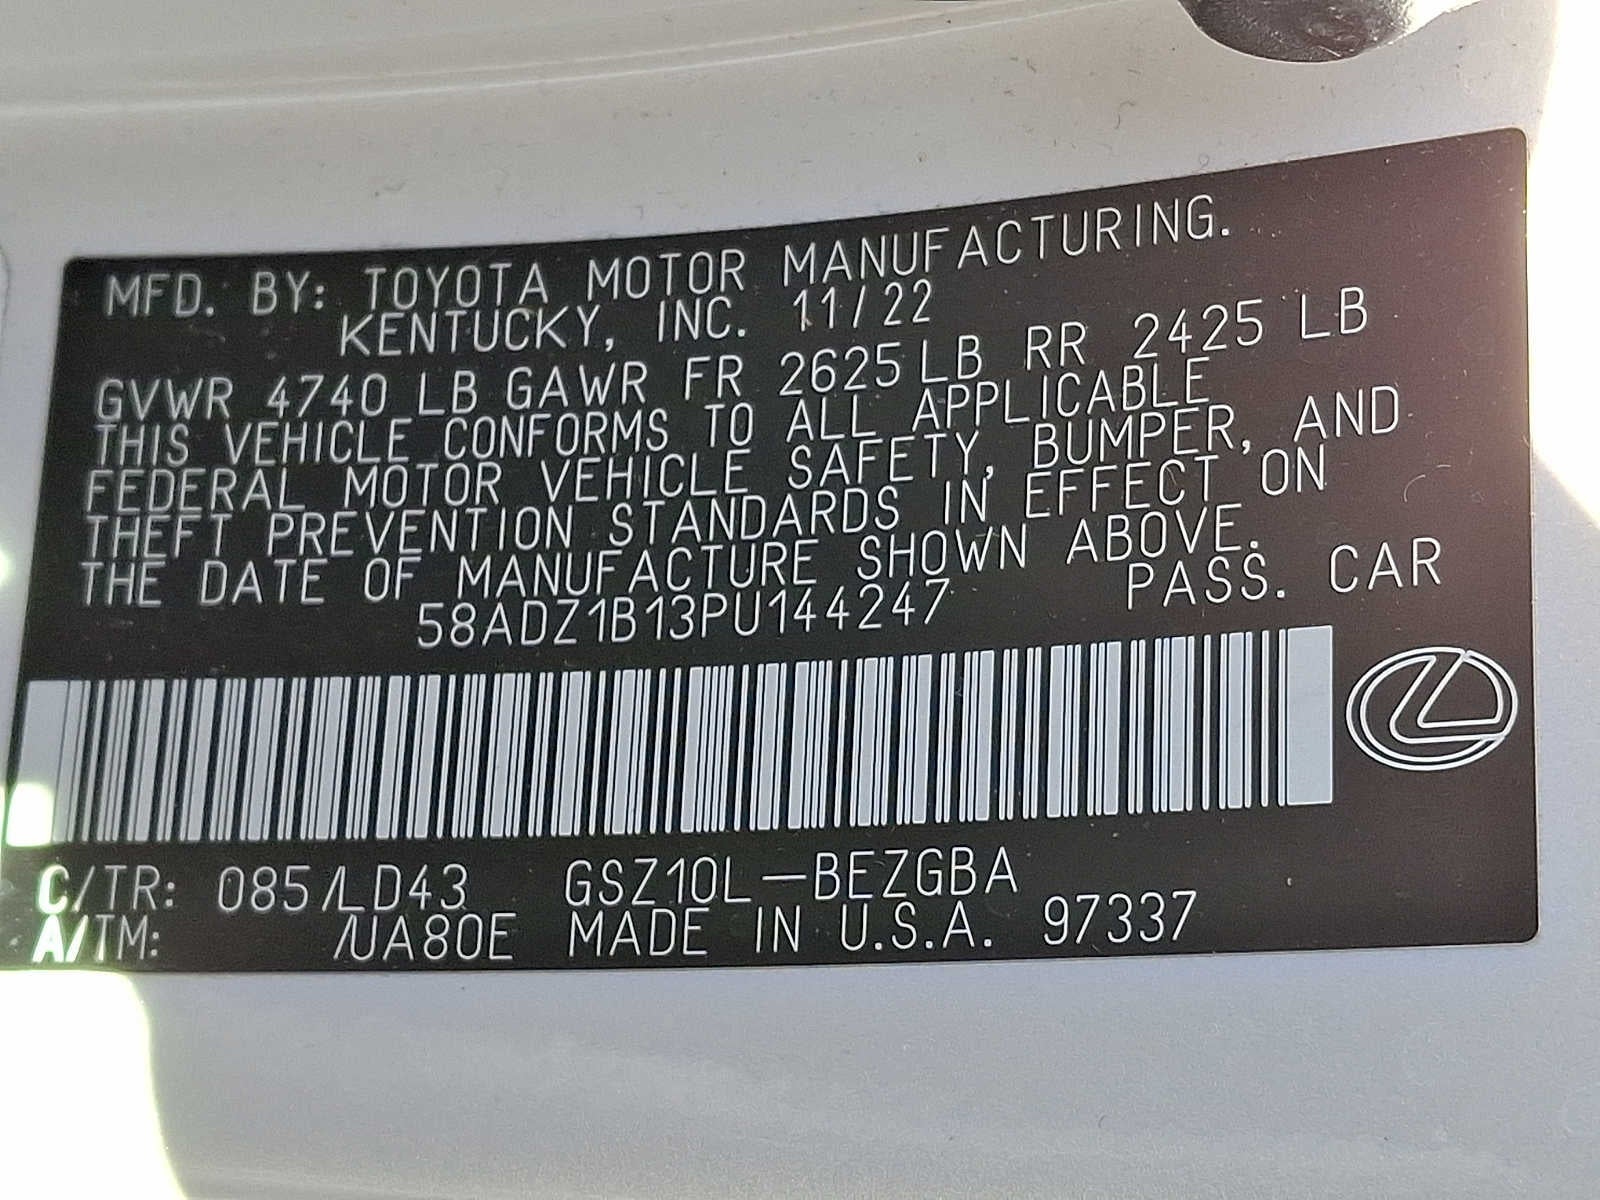 MFD. BY: TOYOTA MOTOR MANUFACTURING.
KENTUCKY, INC. 11/22
GVWR 4740 LB GAWR FR 2625 LB RR 2425 LB
THIS VEHICLE CONFORMS TO ALL APPLICABLE
FEDERAL MOTOR VEHICLE SAFETY, BUMPER, AND
THEFT PREVENTION STANDARDS IN EFFECT ON
THE DATE OF MANUFACTURE SHOWN ABOVE.
58ADZ1B13PU144247 PASS. CAR
C/TR: 085/LD43 GSZ10L-BEZGBA
A/TM: /UA80E MADE IN U.S.A. 97337